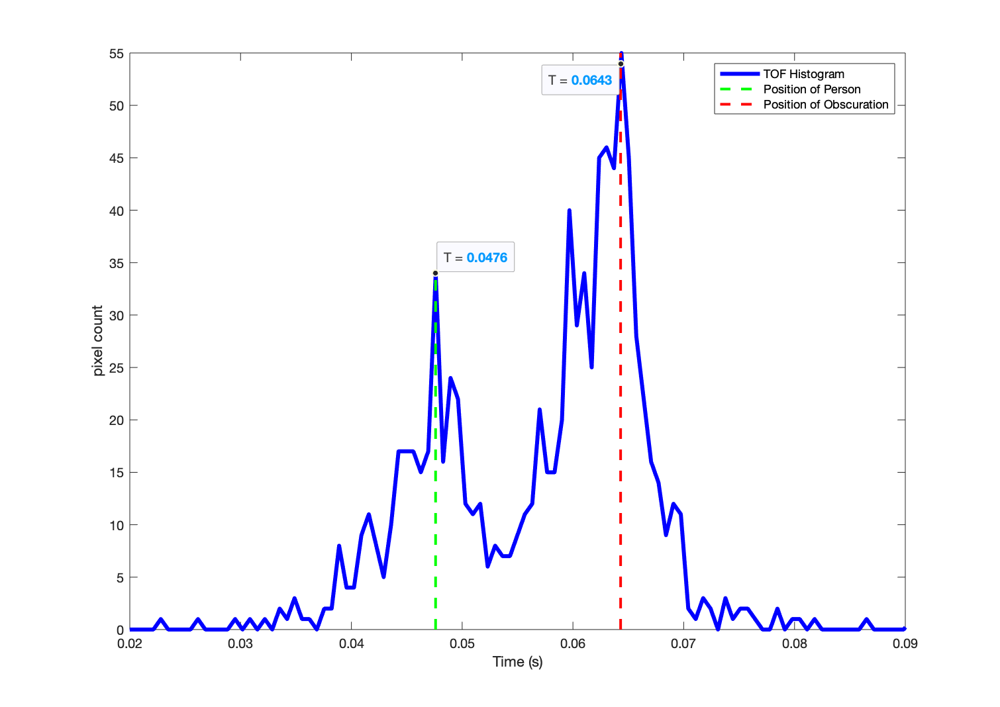 55
50
45
40
35
30
25
20
15
10
5
0
pixel count
T = 0.0643
T = 0.0476
TOF Histogram
Position of Person
Position of Obscuration
0.02 0.03 0.04 0.05 0.06 0.07 0.08 0.09
Time (s)